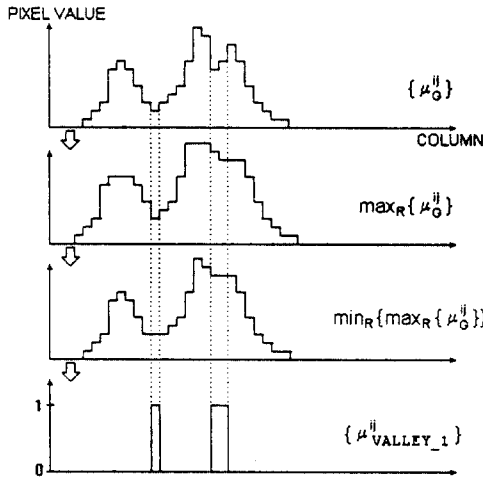 PIXEL VALUE
{μ_G^ij}
COLUMN
max_R{μ_G^ij}
min_R{max_R{μ_G^ij}}
1
{μ^ij_VALLEY_1}
0